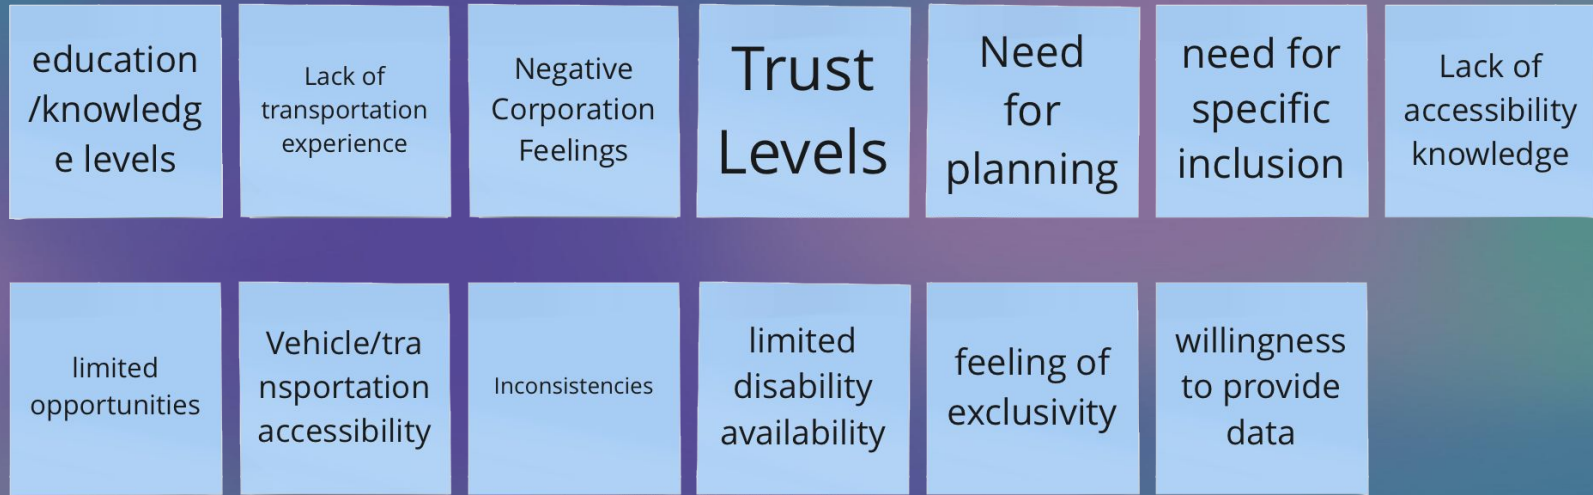 education
/knowledg
e levels
Lack of
transportation
experience
Negative
Corporation
Feelings
Trust
Levels
Need
for
planning
need for
specific
inclusion
Lack of
accessibility
knowledge
limited
opportunities
Vehicle/tra
nsportation
accessibility
Inconsistencies
limited
disability
availability
feeling of
exclusivity
willingness
to provide
data